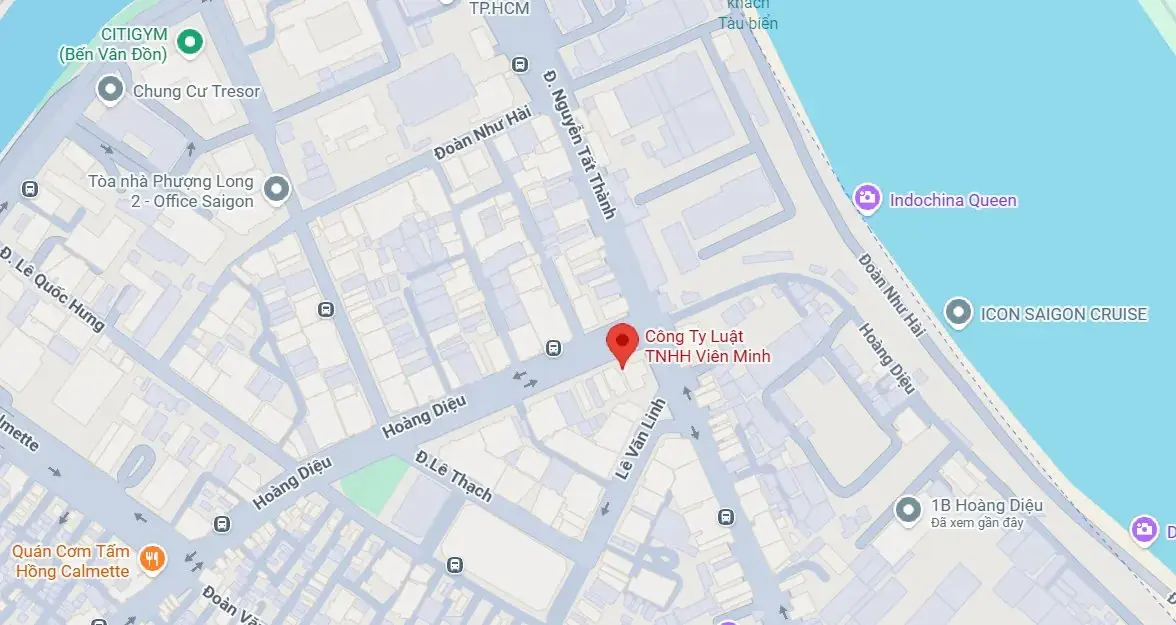 khách
Tàu biển
TP.HCM
CITIGYM
(Bến Vân Đồn)
Chung Cư Tresor
Đ. Nguyễn Tất Thành
Đoàn Như Hài
Tòa nhà Phượng Long
2 - Office Saigon
Indochina Queen
Đ. Lê Quốc Hưng
Đoàn Như Hài
ICON SAIGON CRUISE
Công Ty Luật
TNHH Viên Minh
Hoàng Diệu
Hoàng Diệu
Lê Văn Linh
lmette
Đ.Lê Thạch
Hoàng Diệu
1B Hoàng Diệu
Đã xem gần đây
Quán Cơm Tấm
Hồng Calmette
Đoàn Vă